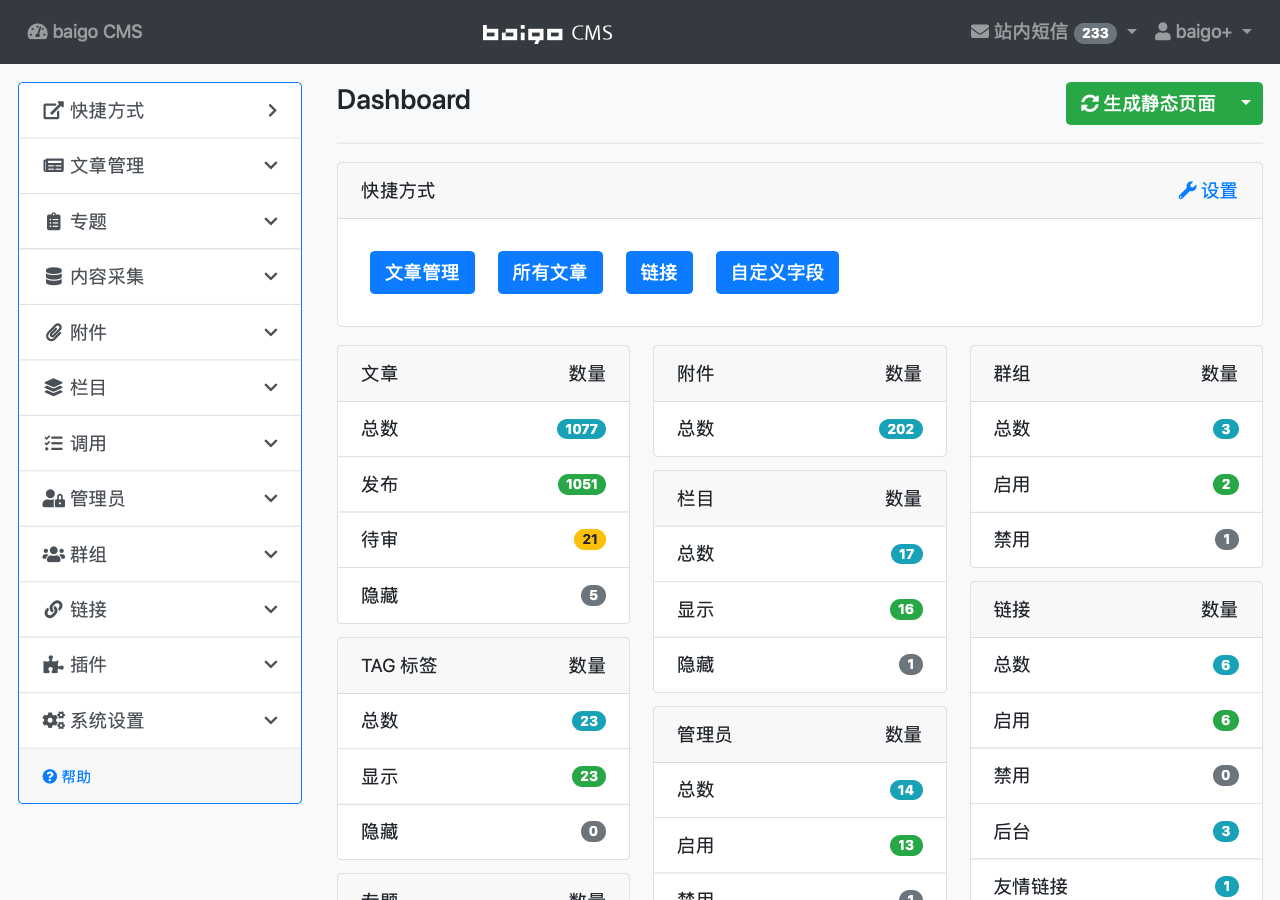 baigo CMS
baigo CMS
站内短信 233
baigo+
快捷方式
文章管理
专题
内容采集
附件
栏目
调用
管理员
群组
链接
插件
系统设置
帮助
Dashboard
生成静态页面
快捷方式
设置
文章管理
所有文章
链接
自定义字段
文章 数量
总数 1077
发布 1051
待审 21
隐藏 5
TAG 标签 数量
总数 23
显示 23
隐藏 0
专题 数量
附件 数量
总数 202
栏目 数量
总数 17
显示 16
隐藏 1
管理员 数量
总数 14
启用 13
禁用 1
群组 数量
总数 3
启用 2
禁用 1
链接 数量
总数 6
启用 6
禁用 0
后台 3
友情链接 1